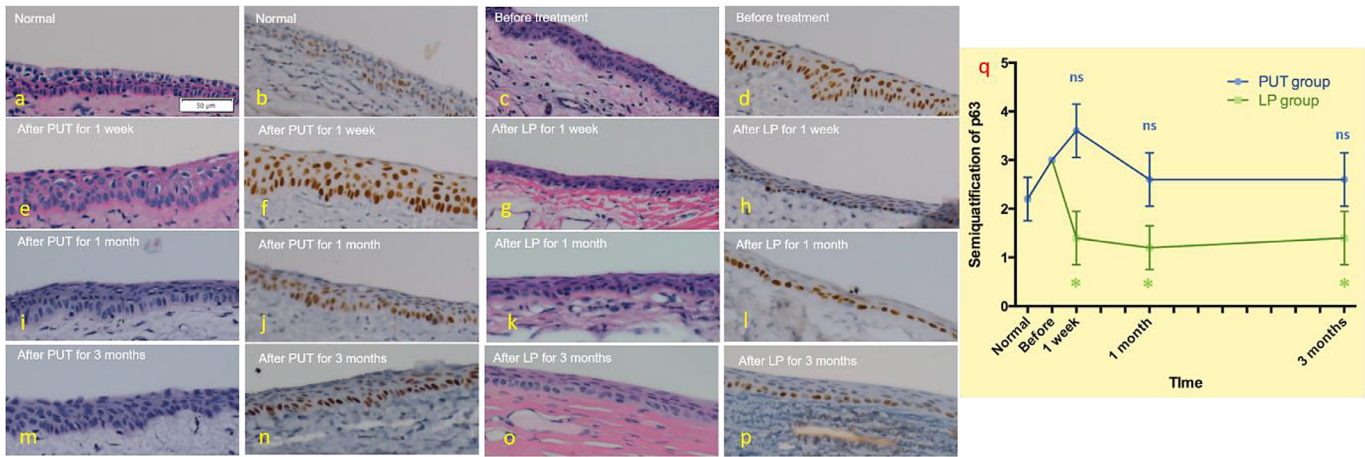 Normal
a
50 µm
Normal
b
Before treatment
c
Before treatment
d
After PUT for 1 week
e
After PUT for 1 week
f
After LP for 1 week
g
After LP for 1 week
h
After PUT for 1 month
i
After PUT for 1 month
j
After LP for 1 month
k
After LP for 1 month
l
After PUT for 3 months
m
After PUT for 3 months
n
After LP for 3 months
o
After LP for 3 months
p
q
Semiquatification of p63
5
4
3
2
1
0
ns
ns
ns
PUT group
LP group
*
*
*
Normal
Before
1 week
1 month
3 months
TIme